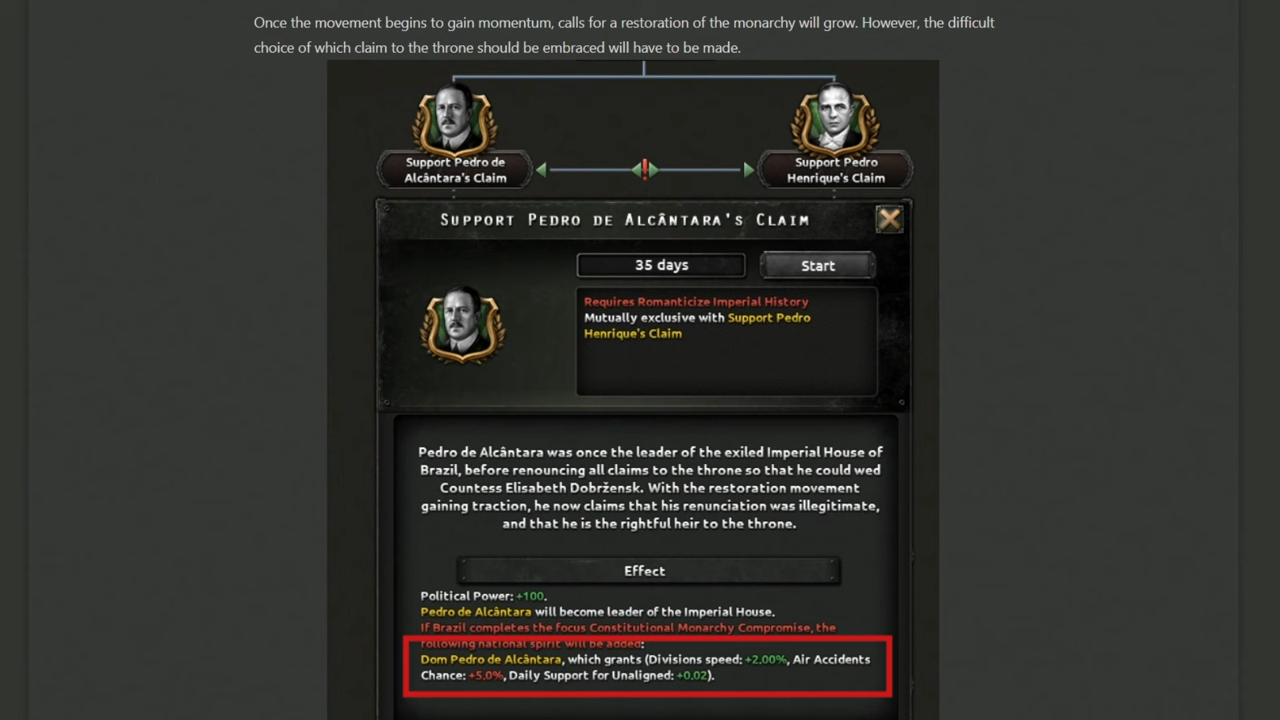 Once the movement begins to gain momentum, calls for a restoration of the monarchy will grow. However, the difficult
choice of which claim to the throne should be embraced will have to be made.
Support Pedro de
Alcântara's Claim
Support Pedro
Henrique's Claim
Support Pedro de Alcântara's Claim
35 days
Start
Requires Romanticize Imperial History
Mutually exclusive with Support Pedro
Henrique's Claim
Pedro de Alcântara was once the leader of the exiled Imperial House of
Brazil, before renouncing all claims to the throne so that he could wed
Countess Elisabeth Dobržensk. With the restoration movement
gaining traction, he now claims that his renunciation was illegitimate,
and that he is the rightful heir to the throne.
Effect
Political Power: +100.
Pedro de Alcântara will become leader of the Imperial House.
If Brazil completes the focus Constitutional Monarchy Compromise, the
following national spirit will be added:
Dom Pedro de Alcântara, which grants (Divisions speed: +2.00%, Air Accidents
Chance: +5.0%, Daily Support for Unaligned: +0.02).